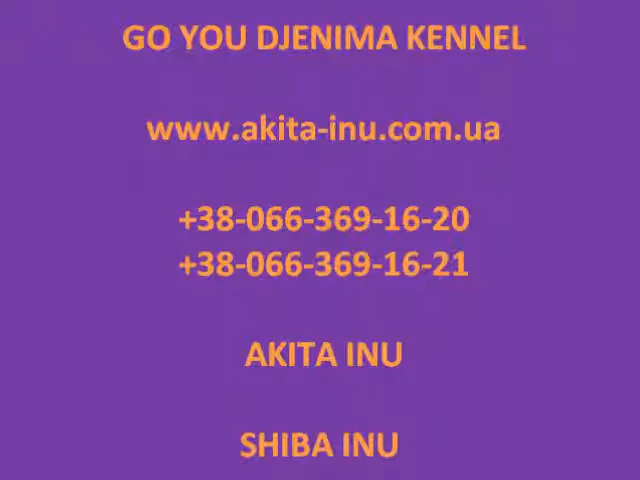 GO YOU DJENIMA KENNEL
www.akita-inu.com.ua
+38-066-369-16-20
+38-066-369-16-21
AKITA INU
SHIBA INU